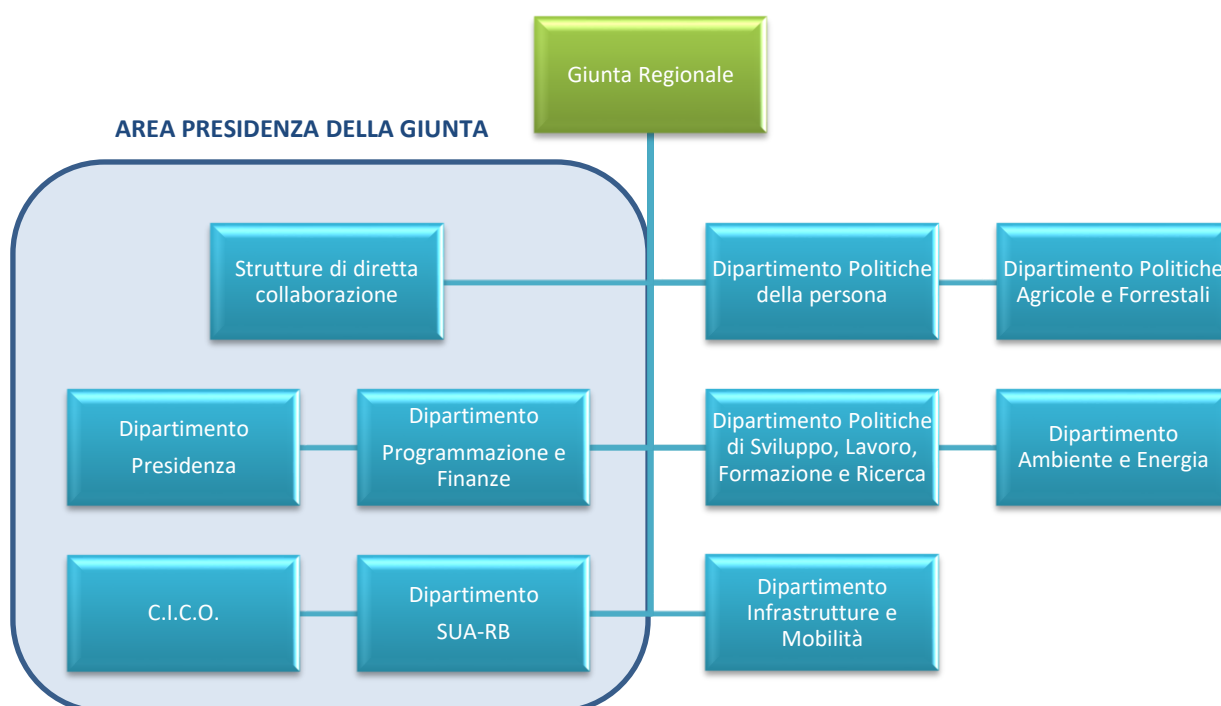 Giunta Regionale
AREA PRESIDENZA DELLA GIUNTA
Strutture di diretta
collaborazione
Dipartimento Politiche
della persona
Dipartimento Politiche
Agricole e Forrestali
Dipartimento
Presidenza
Dipartimento
Programmazione e
Finanze
Dipartimento Politiche
di Sviluppo, Lavoro,
Formazione e Ricerca
Dipartimento
Ambiente e Energia
C.I.C.O.
Dipartimento
SUA-RB
Dipartimento
Infrastrutture e
Mobilità